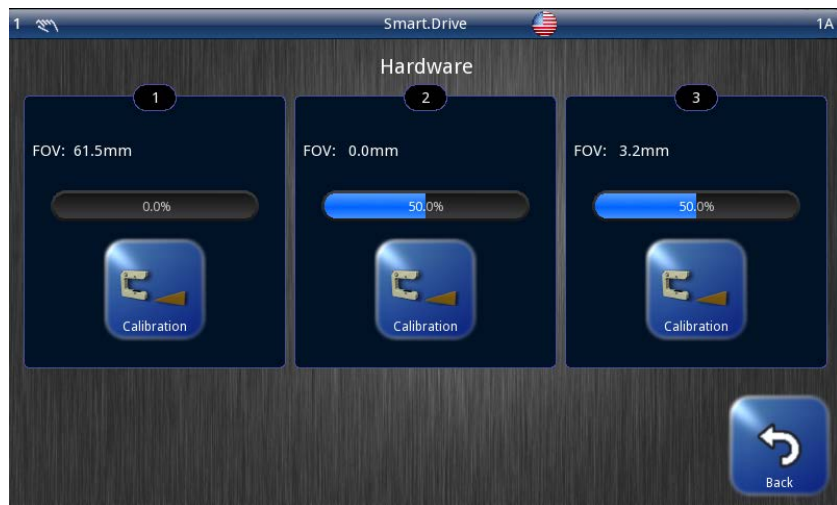 1 Smart.Drive 1A
Hardware
1 2 3
FOV: 61.5mm FOV: 0.0mm FOV: 3.2mm
0.0% 50.0% 50.0%
Calibration Calibration Calibration
Back